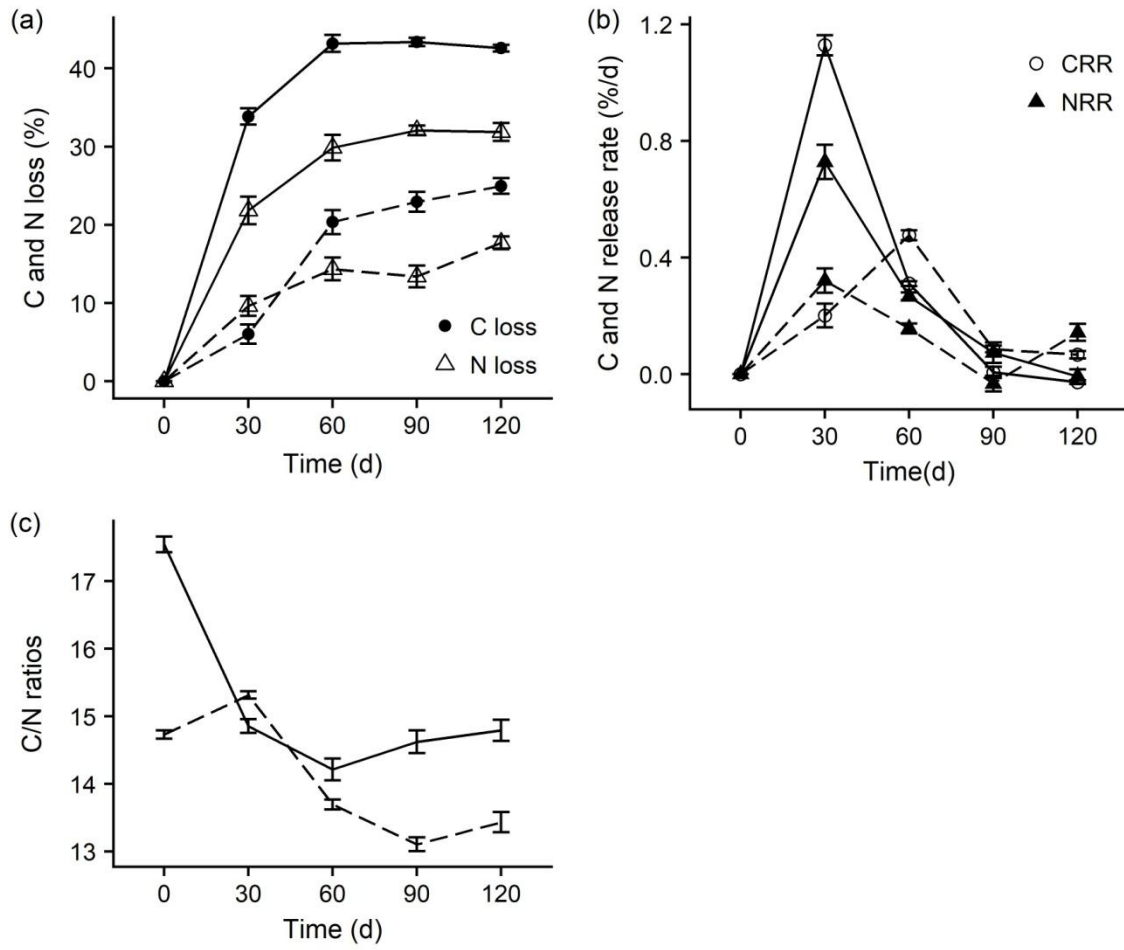 (a)
C and N loss (%)
40
30
20
10
0
C loss
N loss
0 30 60 90 120
Time (d)
(b)
C and N release rate (%/d)
1.2
0.8
0.4
0.0
CRR
NRR
0 30 60 90 120
Time(d)
(c)
C/N ratios
17
16
15
14
13
0 30 60 90 120
Time (d)